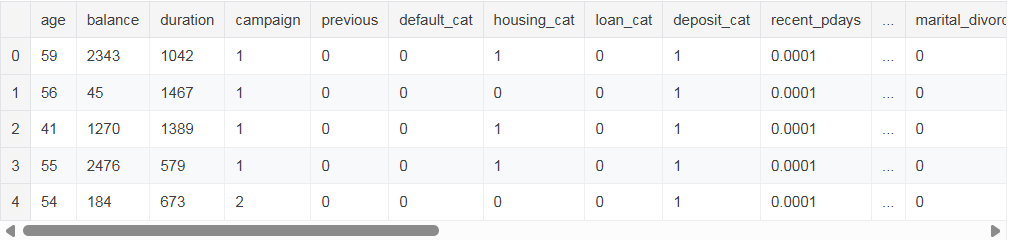 age balance duration campaign previous default_cat housing_cat loan_cat deposit_cat recent_pdays ... marital_divorc
0 59 2343 1042 1 0 0 1 0 1 0.0001 ... 0
1 56 45 1467 1 0 0 0 0 1 0.0001 ... 0
2 41 1270 1389 1 0 0 1 0 1 0.0001 ... 0
3 55 2476 579 1 0 0 1 0 1 0.0001 ... 0
4 54 184 673 2 0 0 0 0 1 0.0001 ... 0